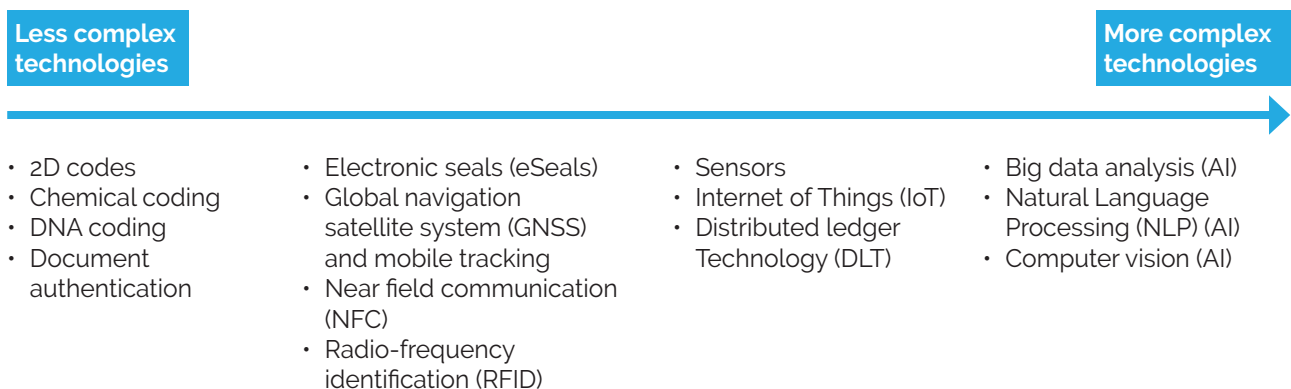 Less complex
technologies
More complex
technologies
• 2D codes
• Chemical coding
• DNA coding
• Document
authentication
• Electronic seals (eSeals)
• Global navigation
satellite system (GNSS)
and mobile tracking
• Near field communication
(NFC)
• Radio-frequency
identification (RFID)
• Sensors
• Internet of Things (IoT)
• Distributed ledger
Technology (DLT)
• Big data analysis (AI)
• Natural Language
Processing (NLP) (AI)
• Computer vision (AI)